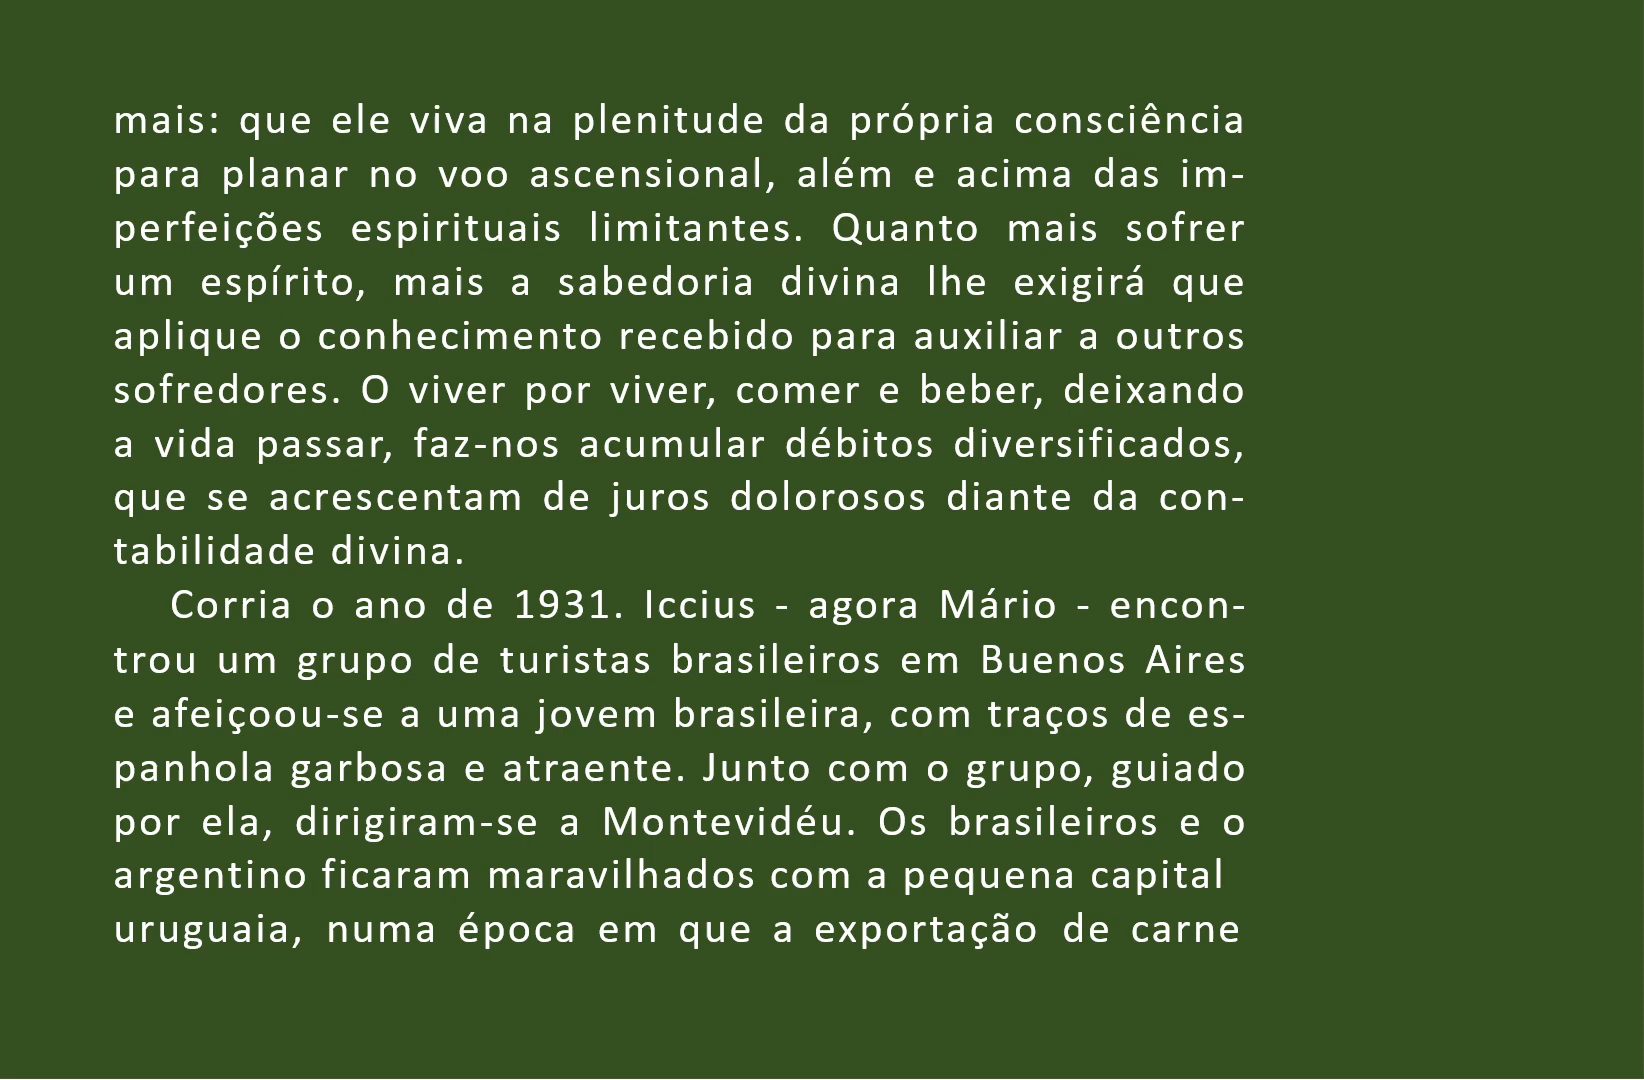 mais: que ele viva na plenitude da própria consciência
para planar no voo ascensional, além e acima das im-
perfeições espirituais limitantes. Quanto mais sofrer
um espírito, mais a sabedoria divina lhe exigirá que
aplique o conhecimento recebido para auxiliar a outros
sofredores. O viver por viver, comer e beber, deixando
a vida passar, faz-nos acumular débitos diversificados,
que se acrescentam de juros dolorosos diante da con-
tabilidade divina.
Corria o ano de 1931. Iccius - agora Mário - encon-
trou um grupo de turistas brasileiros em Buenos Aires
e afeiçoou-se a uma jovem brasileira, com traços de es-
panhola garbosa e atraente. Junto com o grupo, guiado
por ela, dirigiram-se a Montevidéu. Os brasileiros e o
argentino ficaram maravilhados com a pequena capital
uruguaia, numa época em que a exportação de carne